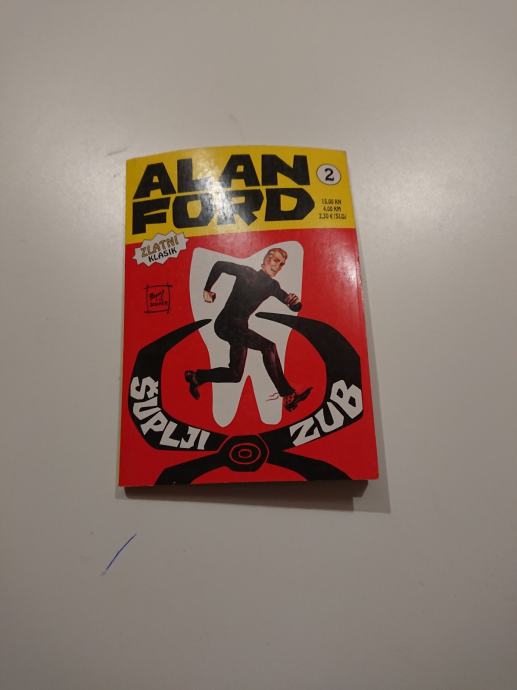 ALAN
FORD
2
15,00 KN
4,00 KM
2,30 € (SLO)
ZLATNI
KLASIK
ŠUPLJI
ZUB